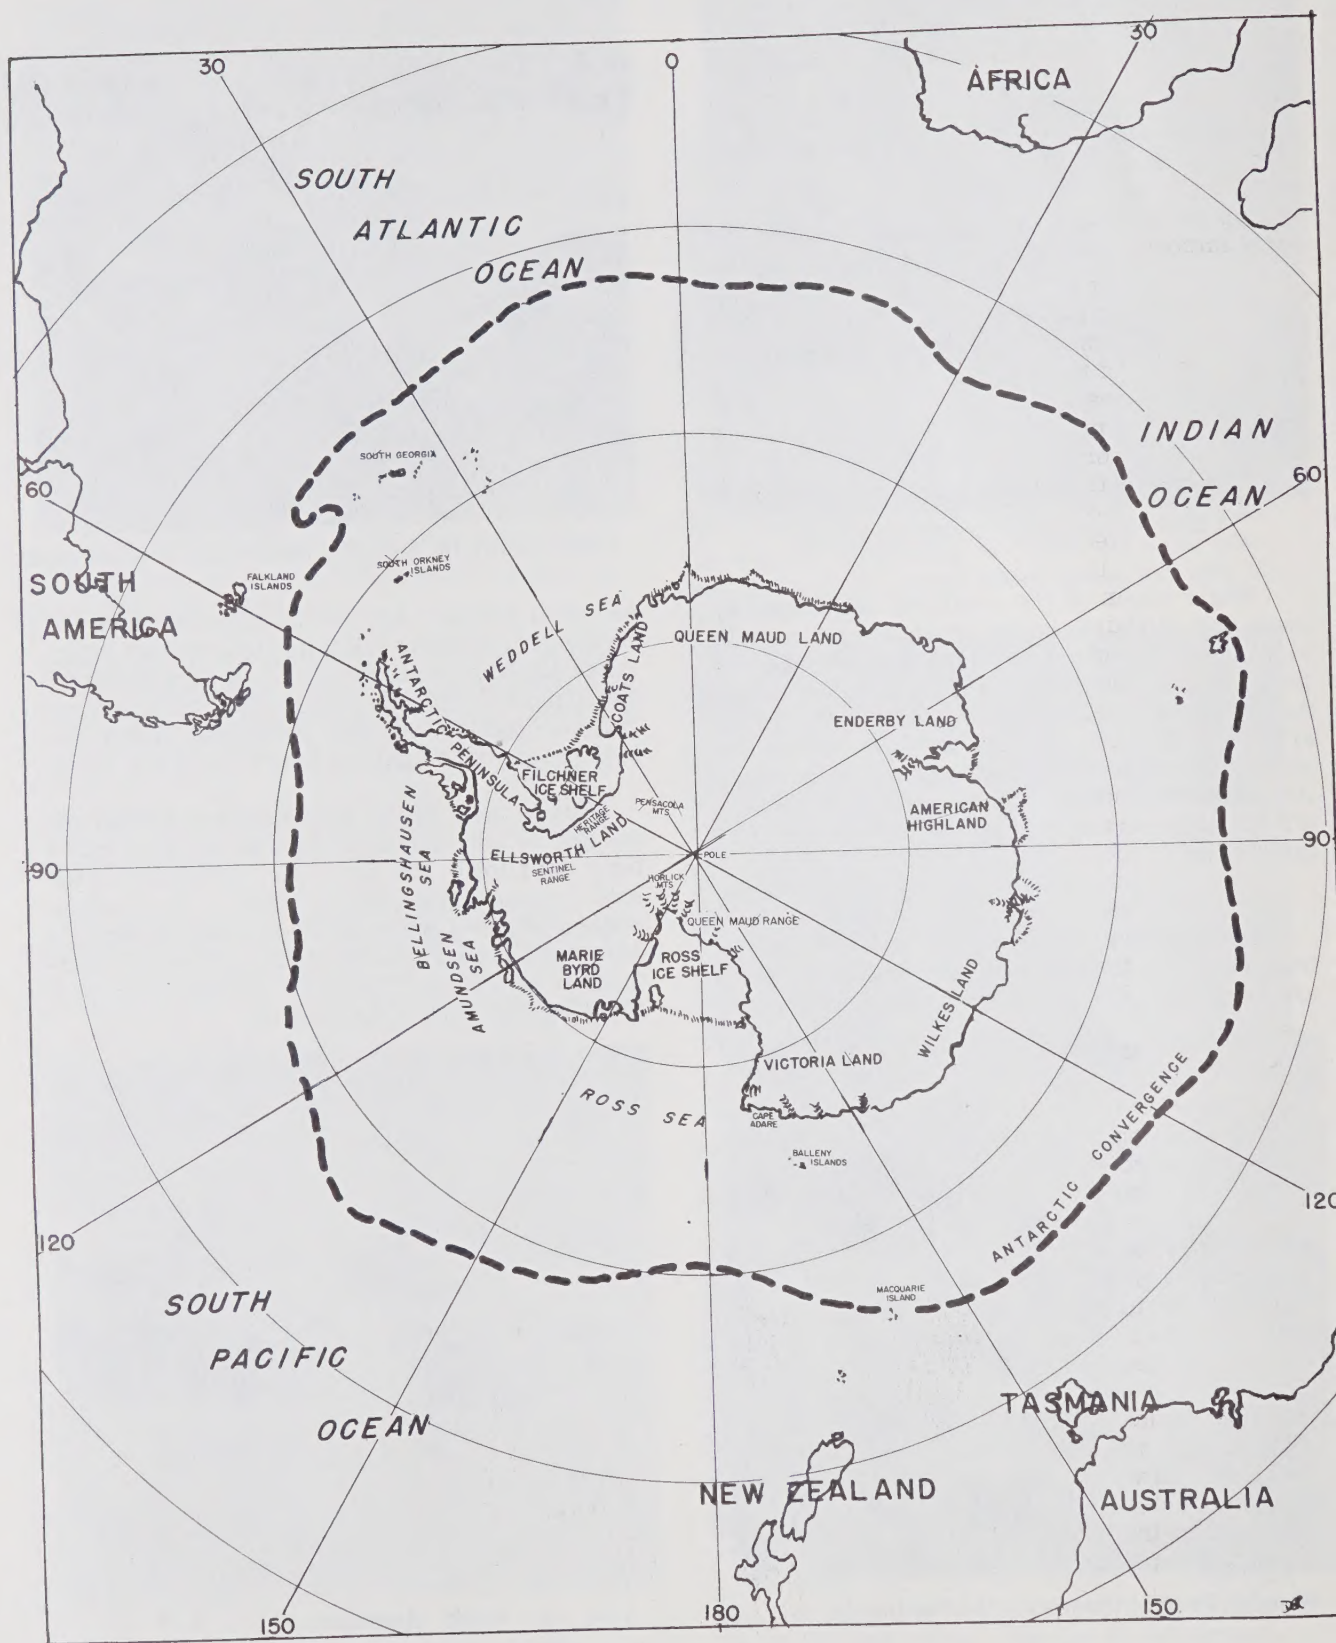 30
0
30
AFRICA
SOUTH
ATLANTIC
OCEAN
INDIAN
OCEAN
60
60
SOUTH GEORGIA
SOUTH ORKNEY
ISLANDS
FALKLAND
ISLANDS
SOUTH
AMERICA
WEDDELL SEA
COATS LAND
QUEEN MAUD LAND
ANTARCTIC
PENINSULA
ENDERBY LAND
FILCHNER
ICE SHELF
HERITAGE
RANGE
PENSACOLA
MTS
AMERICAN
HIGHLAND
ELLSWORTH LAND
SENTINEL
RANGE
POLE
90
90
BELLINGSHAUSEN
SEA
HORLICK
MTS
QUEEN MAUD RANGE
AMUNDSEN
SEA
MARIE
BYRD
LAND
ROSS
ICE SHELF
WILKES LAND
VICTORIA LAND
ROSS SEA
CAPE
ADARE
BALLENY
ISLANDS
ANTARCTIC CONVERGENCE
120
120
MACQUARIE
ISLAND
SOUTH
PACIFIC
OCEAN
TASMANIA
NEW ZEALAND
AUSTRALIA
150
180
150